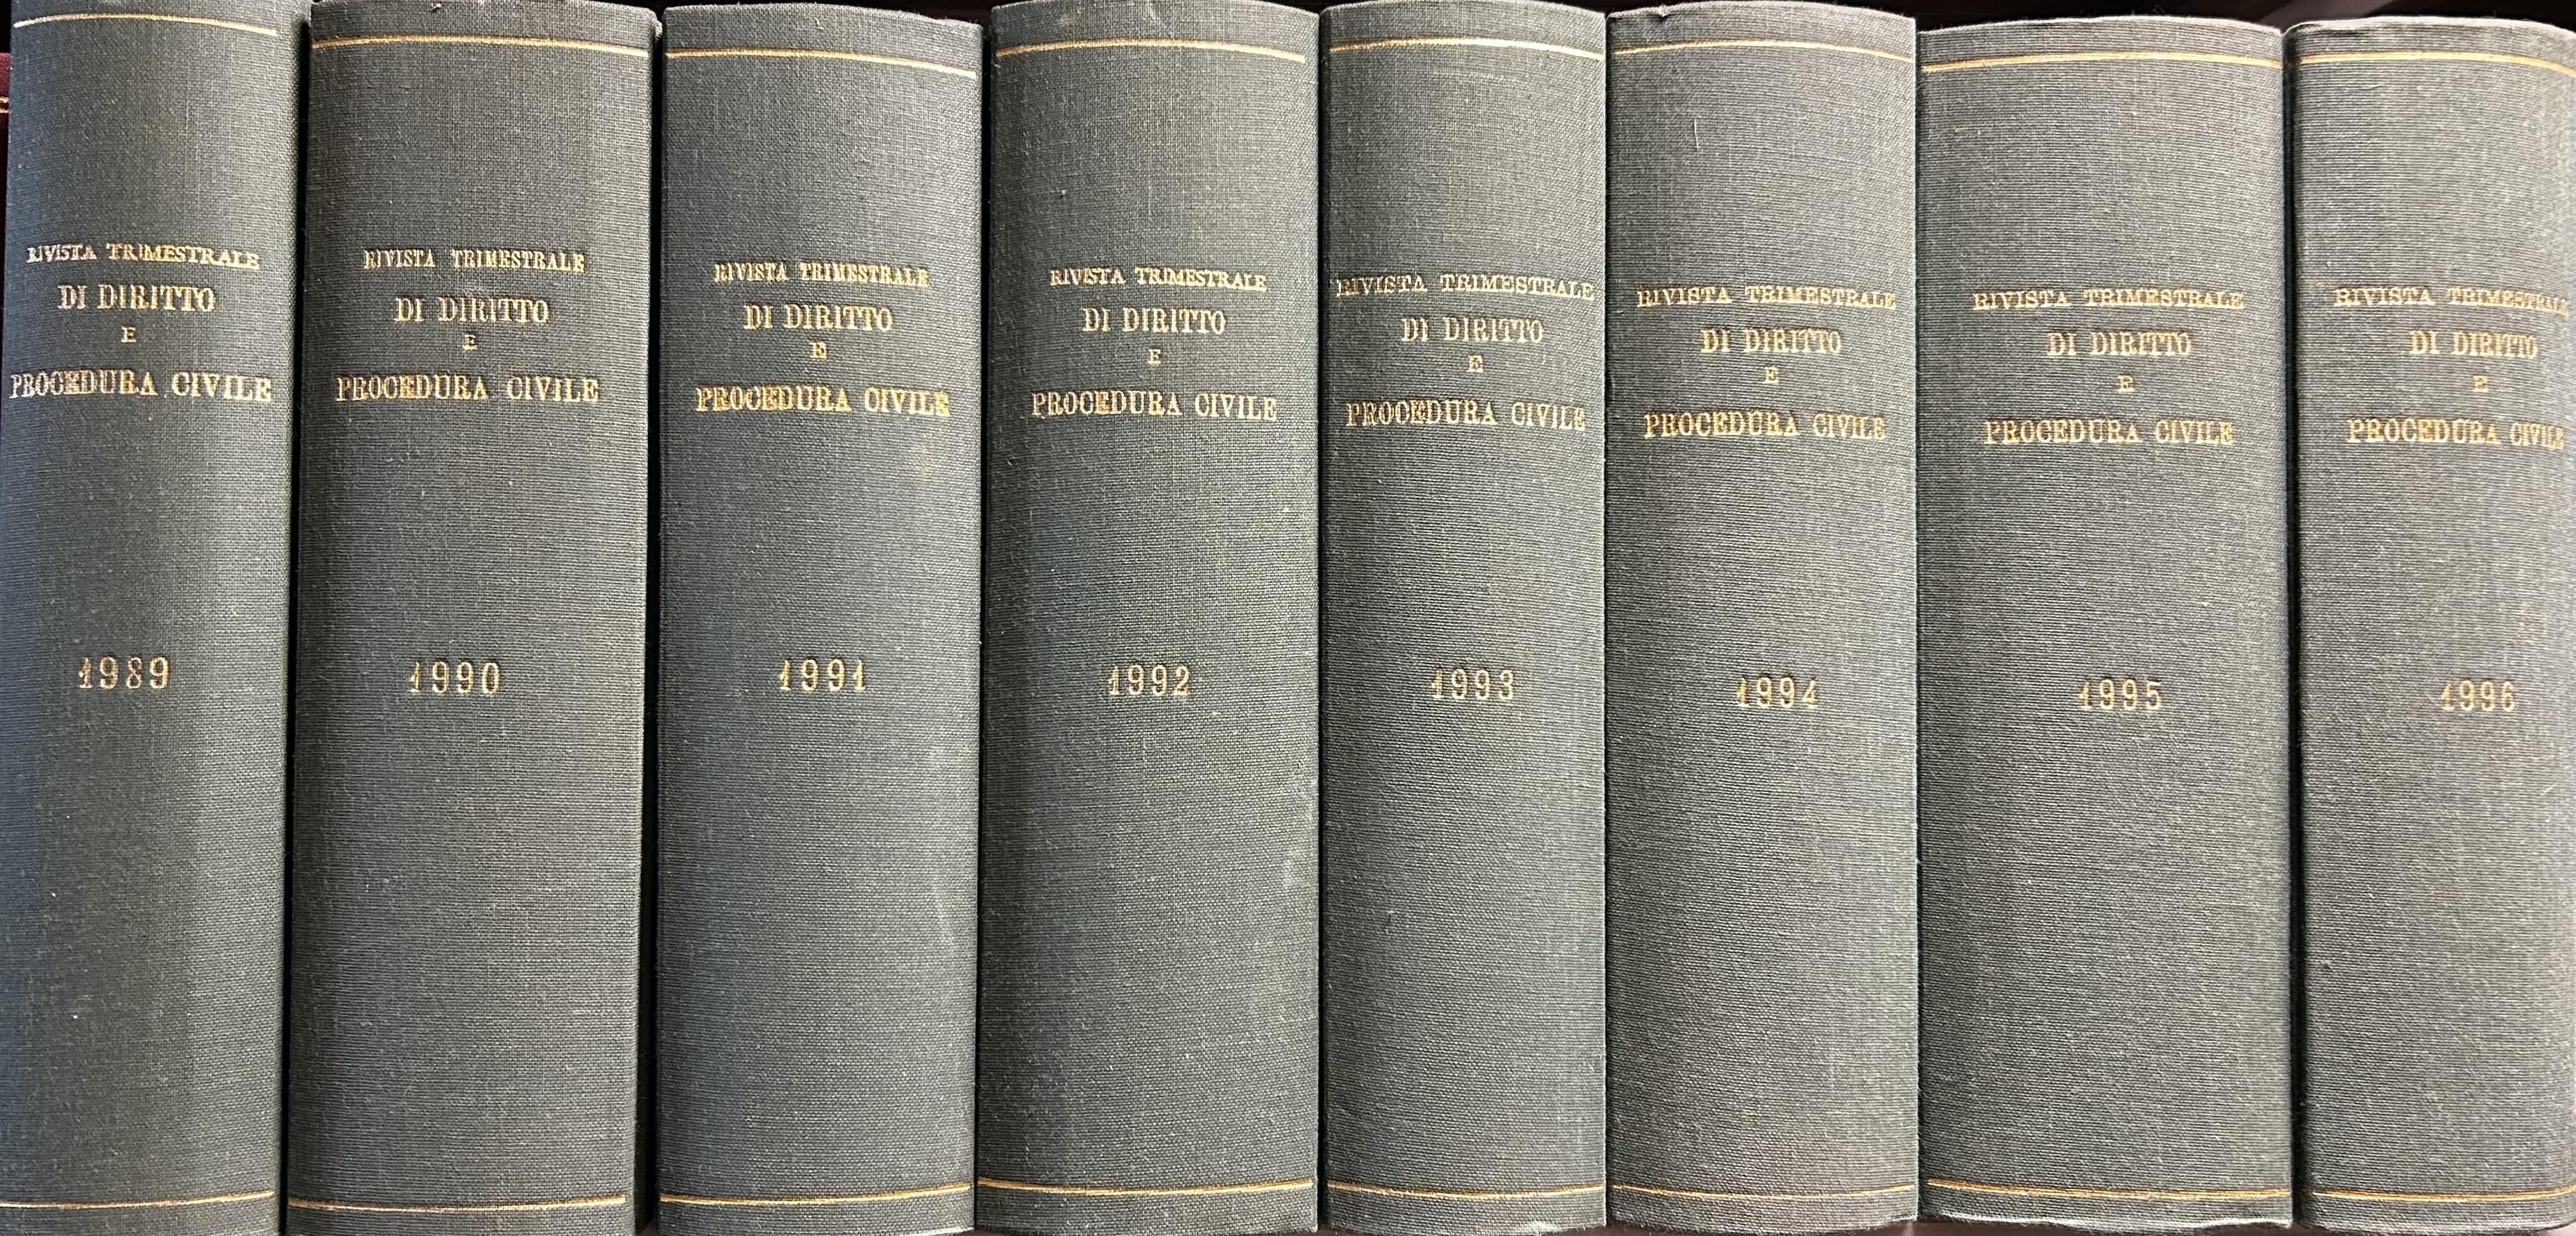 RIVISTA TRIMESTRALE
DI DIRITTO
E
PROCEDURA CIVILE
1989
RIVISTA TRIMESTRALE
DI DIRITTO
E
PROCEDURA CIVILE
1990
RIVISTA TRIMESTRALE
DI DIRITTO
E
PROCEDURA CIVILE
1991
RIVISTA TRIMESTRALE
DI DIRITTO
E
PROCEDURA CIVILE
1992
RIVISTA TRIMESTRALE
DI DIRITTO
E
PROCEDURA CIVILE
1993
RIVISTA TRIMESTRALE
DI DIRITTO
E
PROCEDURA CIVILE
1994
RIVISTA TRIMESTRALE
DI DIRITTO
E
PROCEDURA CIVILE
1995
RIVISTA TRIMESTRALE
DI DIRITTO
E
PROCEDURA CIVILE
1996